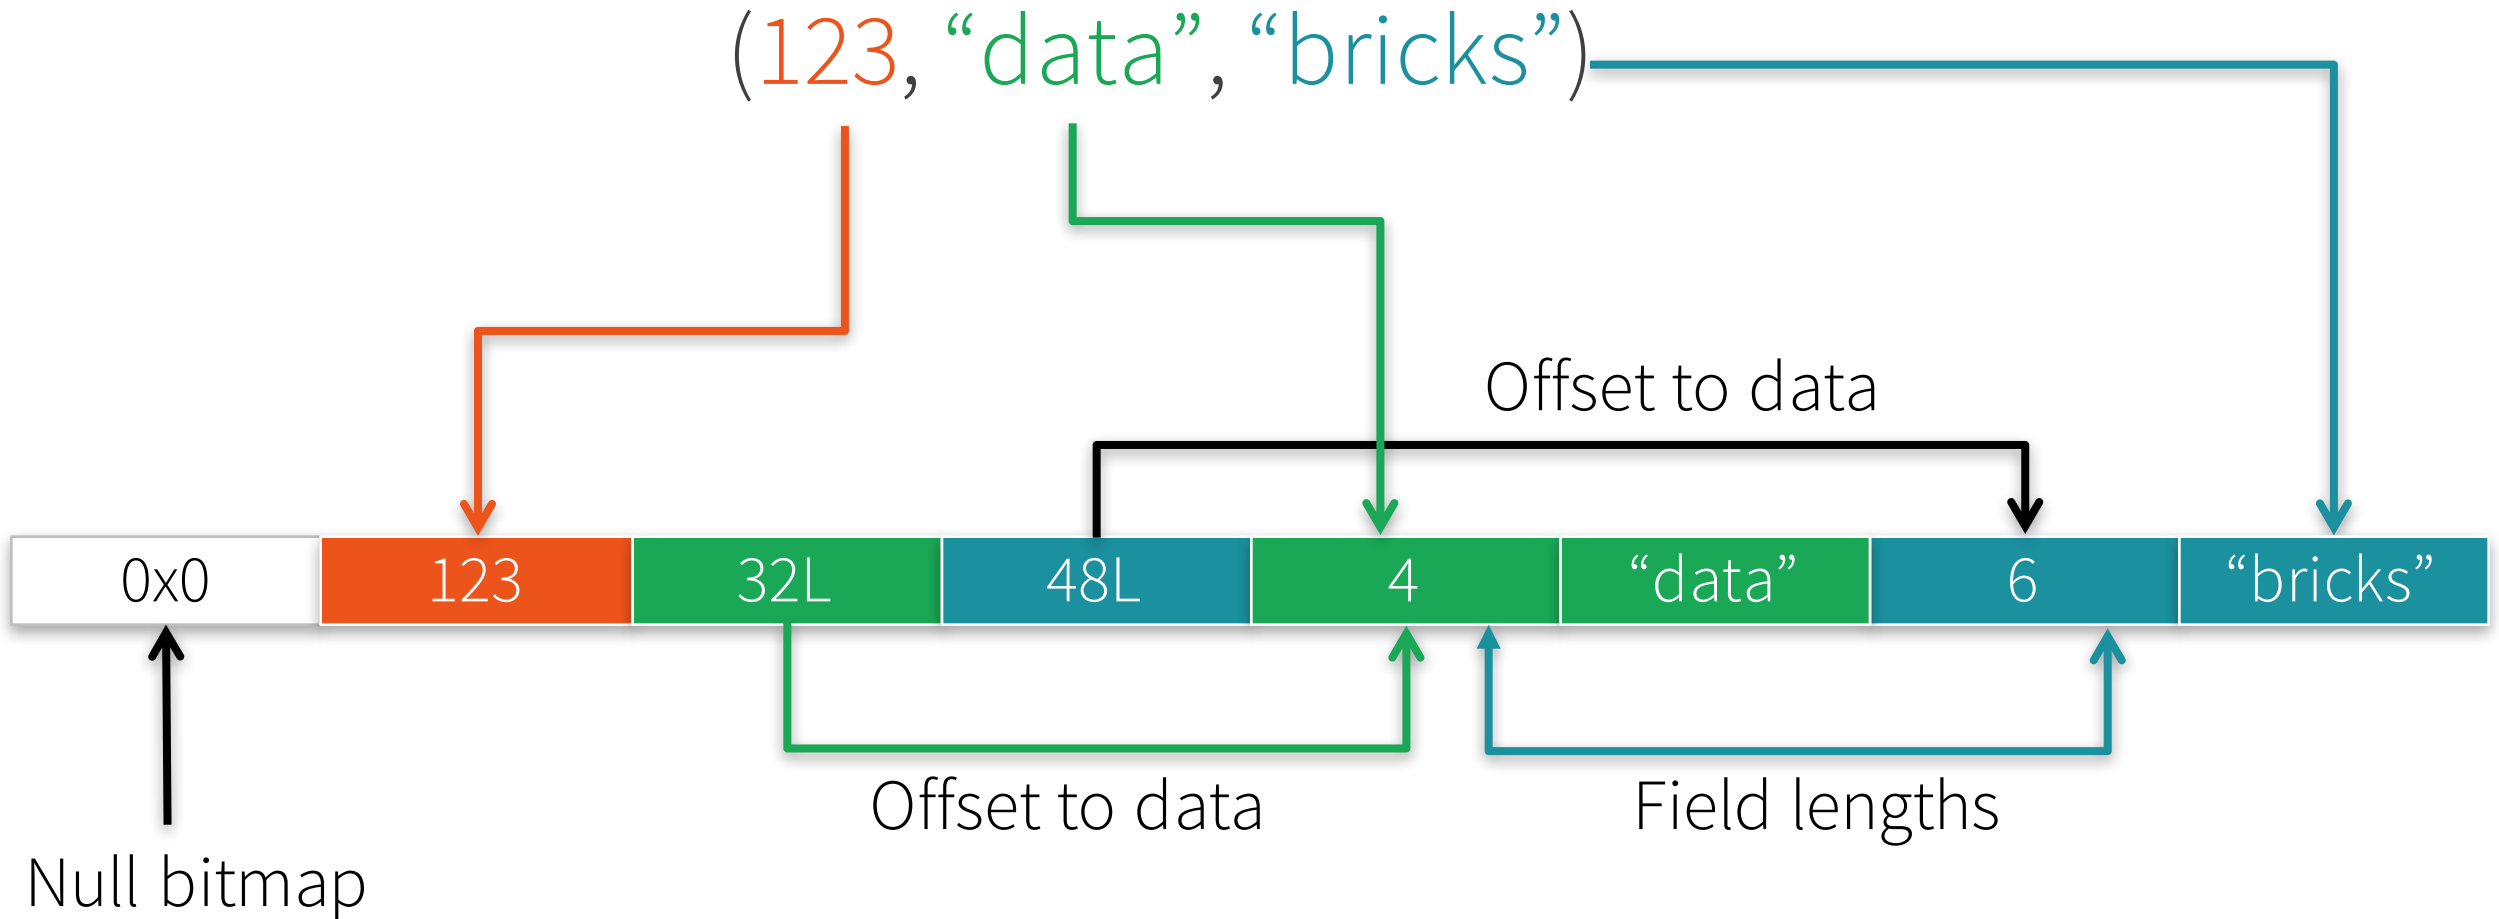 (123, “data”, “bricks”)
Offset to data
0x0 123 32L 48L 4 “data” 6 “bricks”
Offset to data Field lengths
Null bitmap